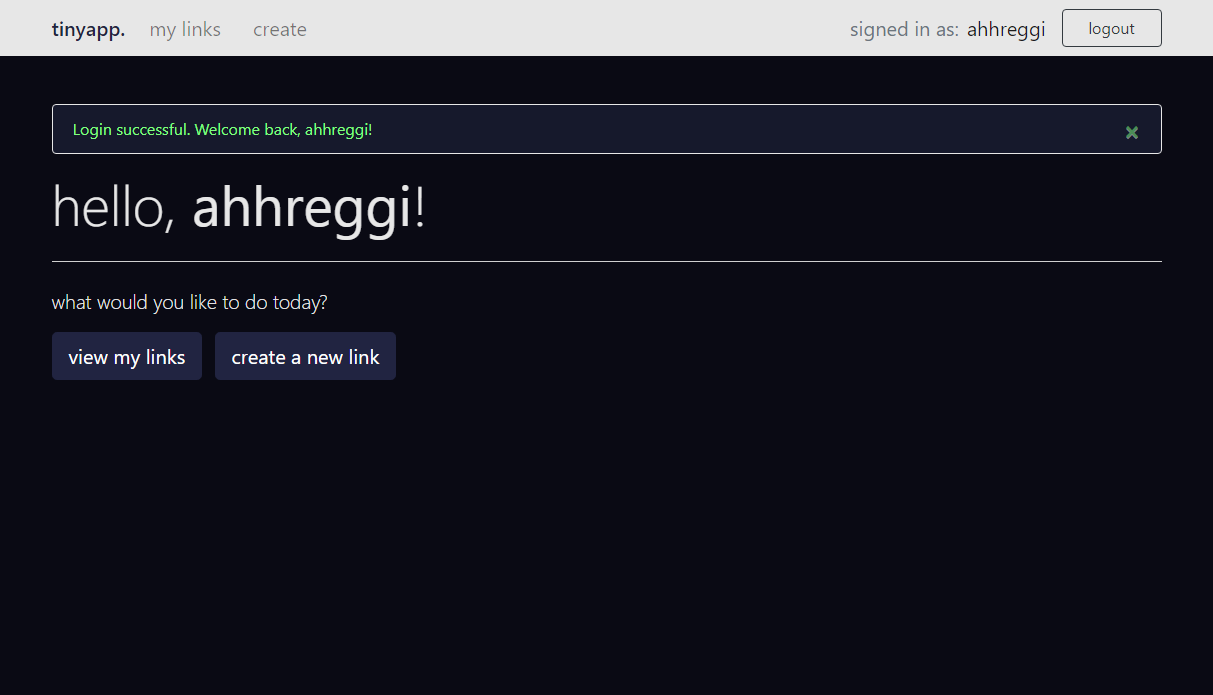 tinyapp. my links create signed in as: ahhreggi logout
Login successful. Welcome back, ahhreggi! ×
hello, ahhreggi!
what would you like to do today?
view my links create a new link